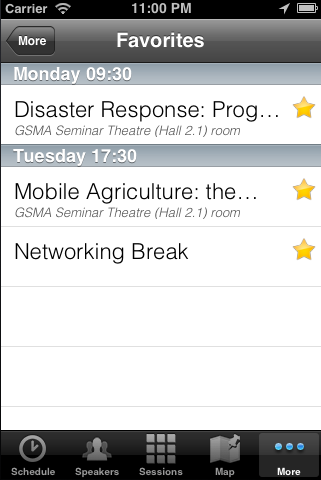 Carrier 11:00 PM
More Favorites
Monday 09:30
Disaster Response: Prog…
GSMA Seminar Theatre (Hall 2.1) room
Tuesday 17:30
Mobile Agriculture: the…
GSMA Seminar Theatre (Hall 2.1) room
Networking Break
Schedule Speakers Sessions Map More